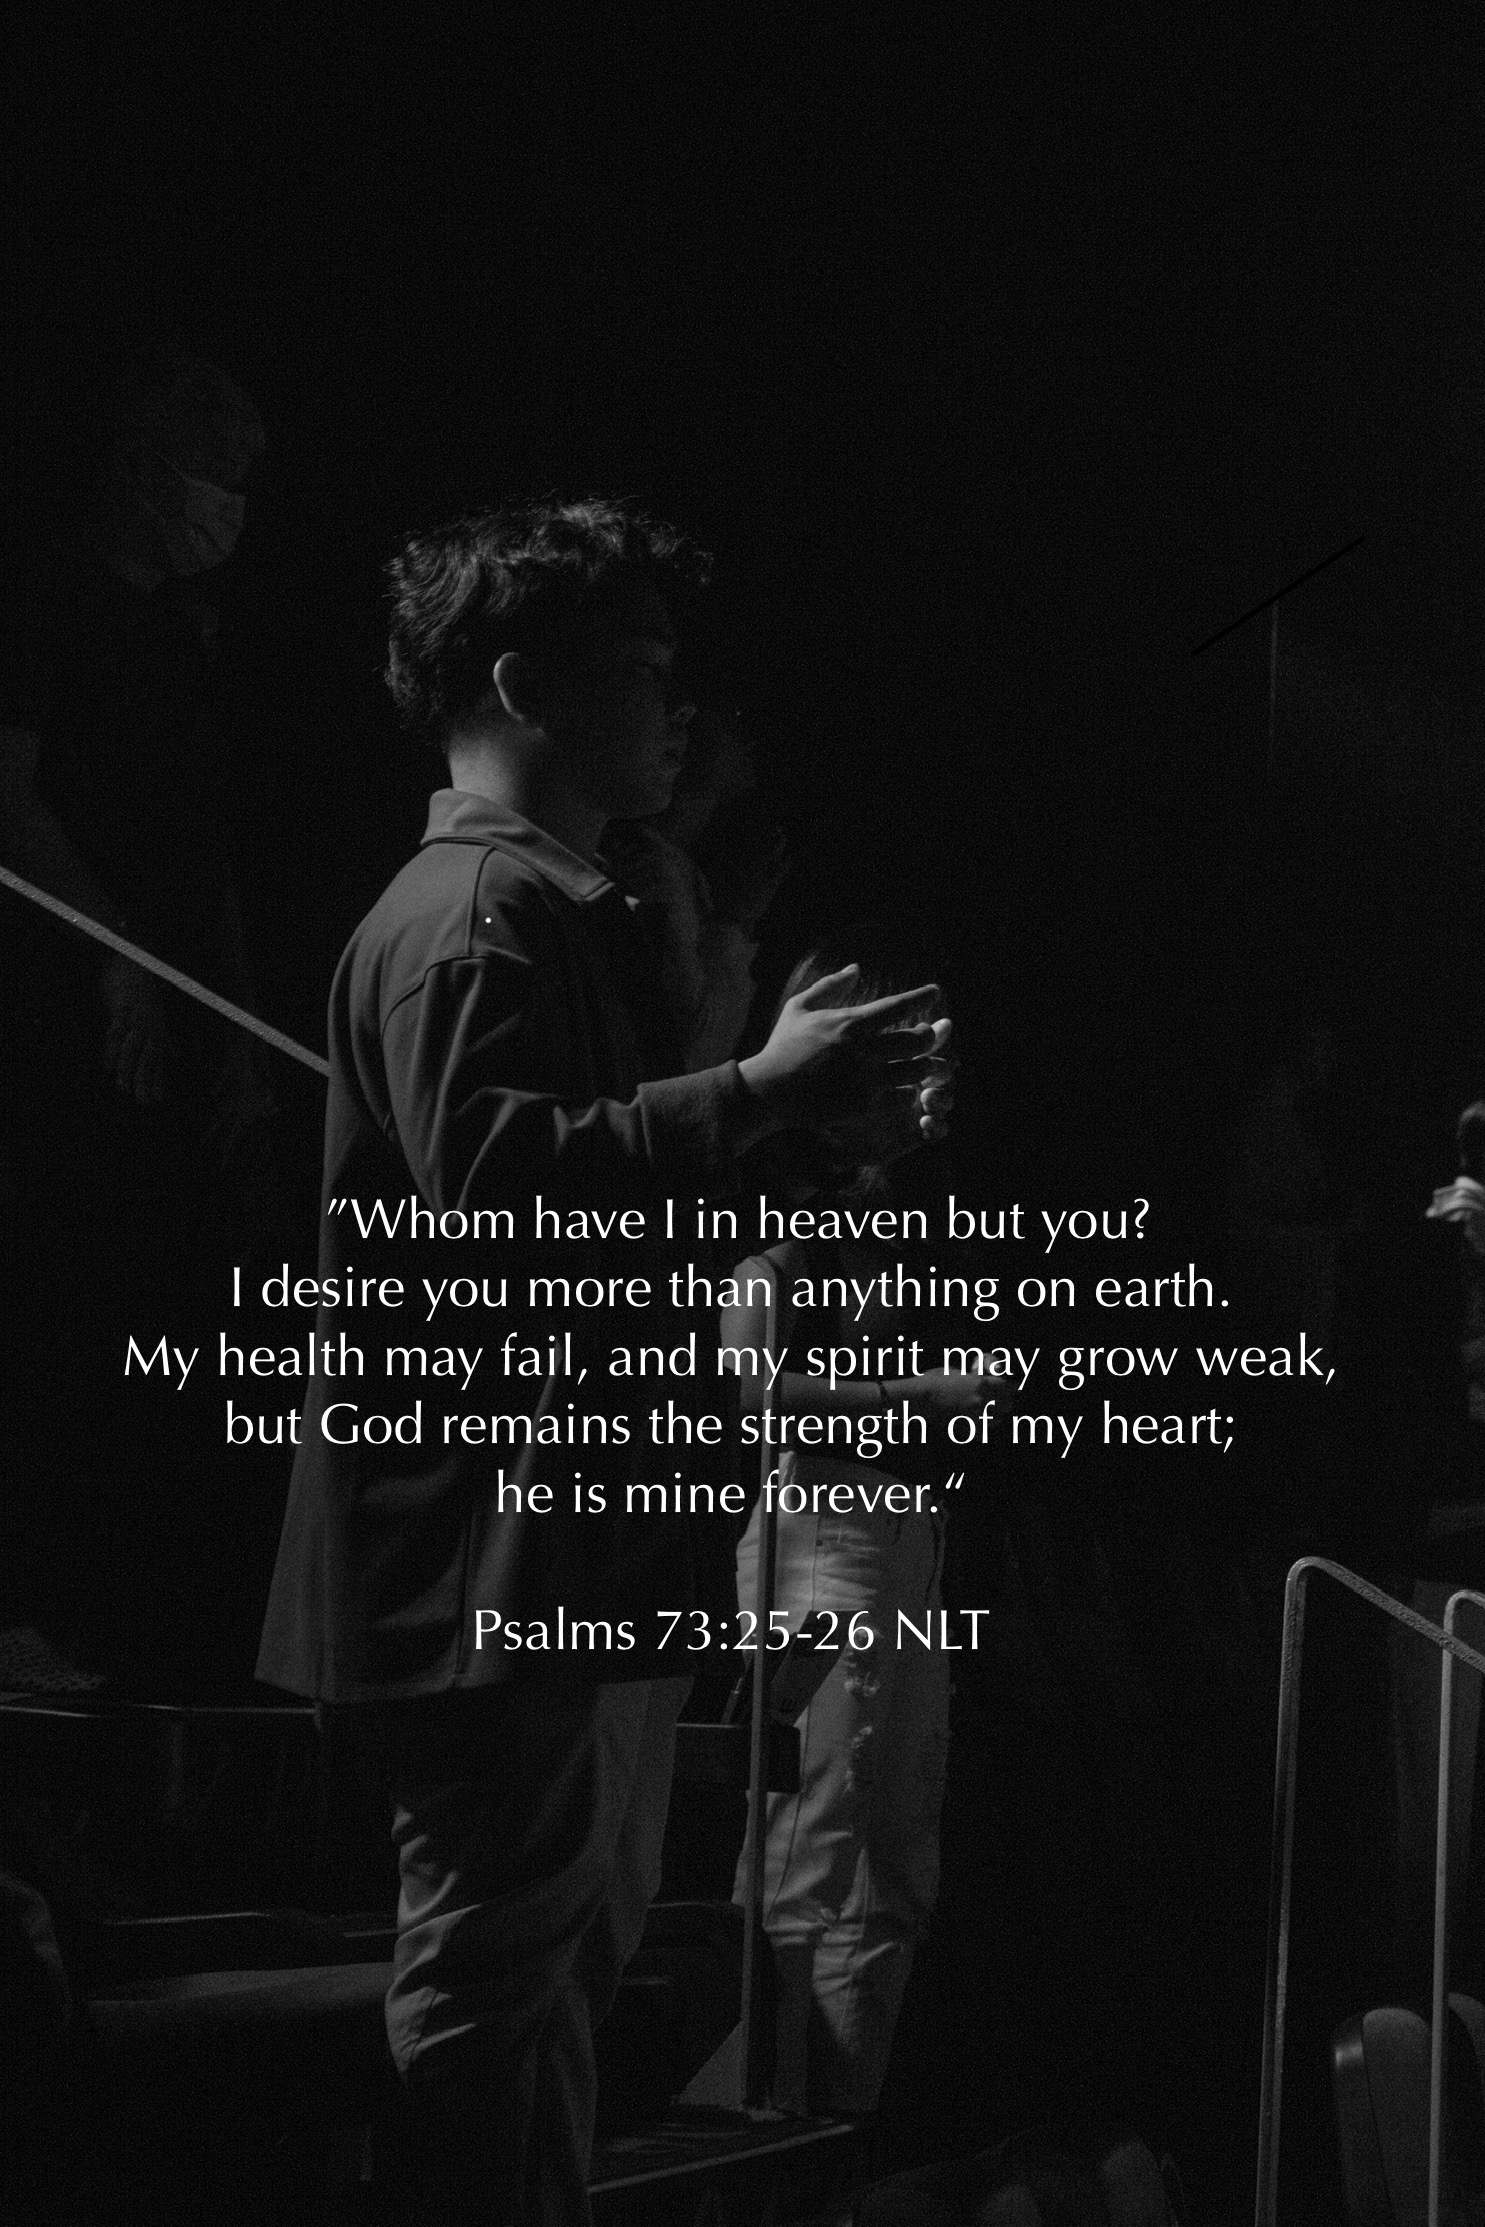 "Whom have I in heaven but you?
I desire you more than anything on earth.
My health may fail, and my spirit may grow weak,
but God remains the strength of my heart;
he is mine forever.“
Psalms 73:25-26 NLT